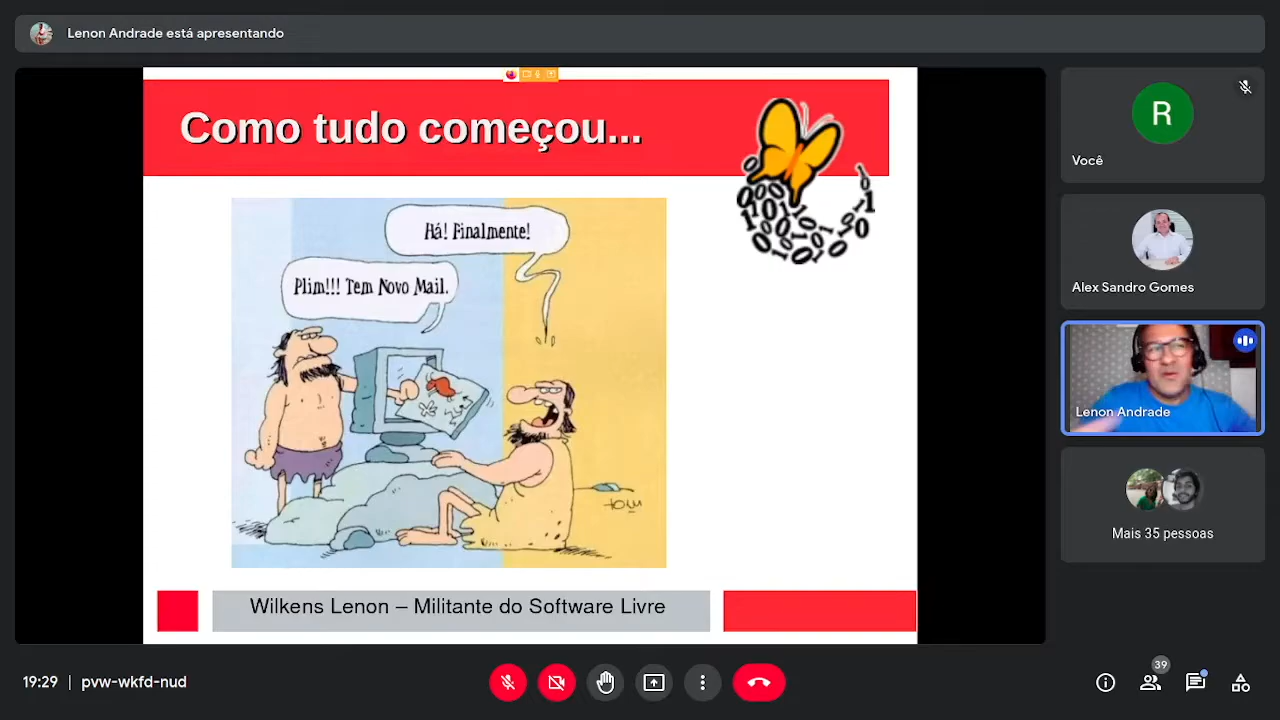 Lenon Andrade está apresentando
Como tudo começou...
Há! Finalmente!
Plim!!! Tem Novo Mail.
Wilkens Lenon – Militante do Software Livre
R
Você
Alex Sandro Gomes
Lenon Andrade
Mais 35 pessoas
19:29 | pvw-wkfd-nud
39